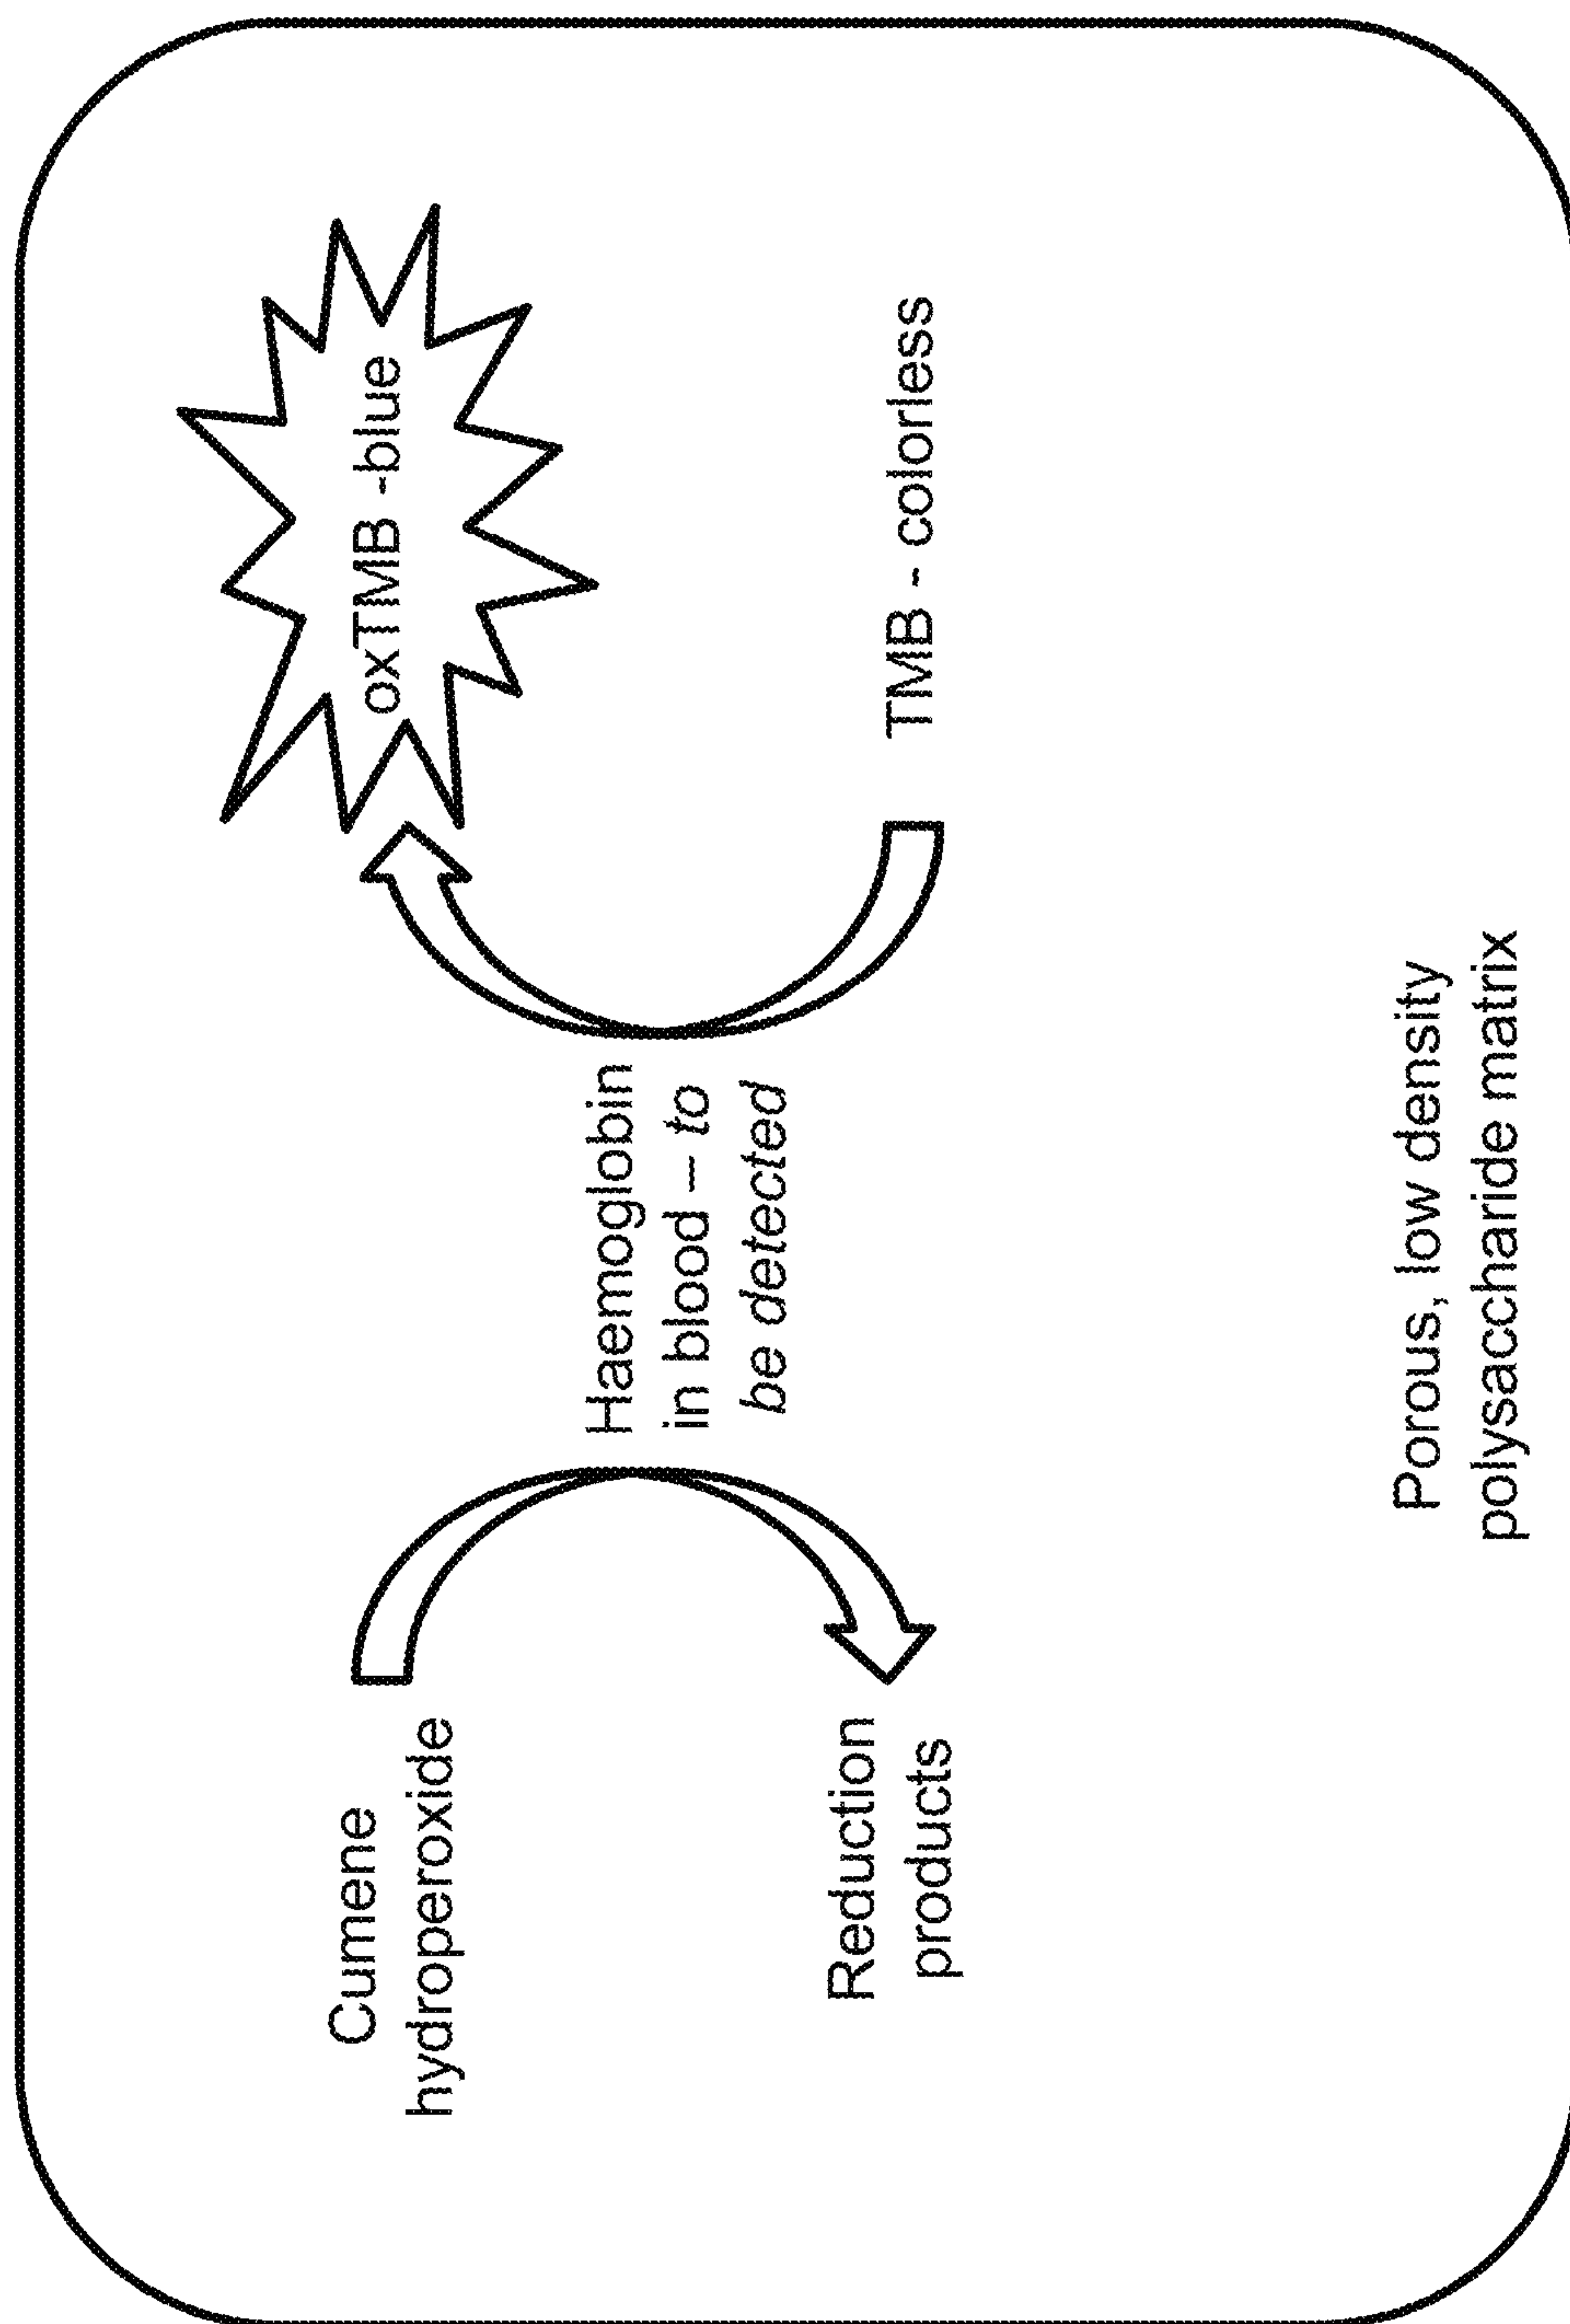 Cumene
hydroperoxide
Reduction
products
Haemoglobin
in blood – to
be detected
oxTMB -blue
TMB - colorless
Porous, low density
polysaccharide matrix